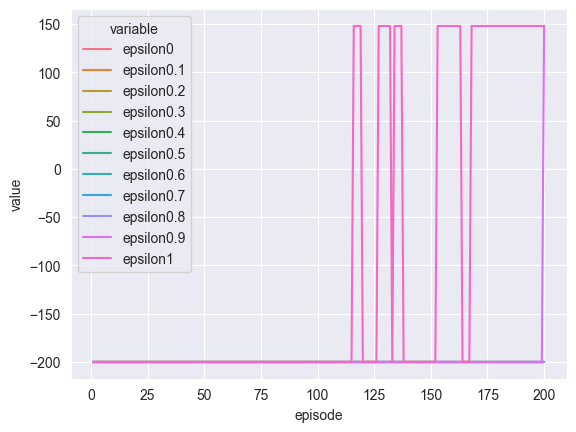 variable
epsilon0
epsilon0.1
epsilon0.2
epsilon0.3
epsilon0.4
epsilon0.5
epsilon0.6
epsilon0.7
epsilon0.8
epsilon0.9
epsilon1
150
100
50
0
−50
−100
−150
−200
value
0 25 50 75 100 125 150 175 200
episode